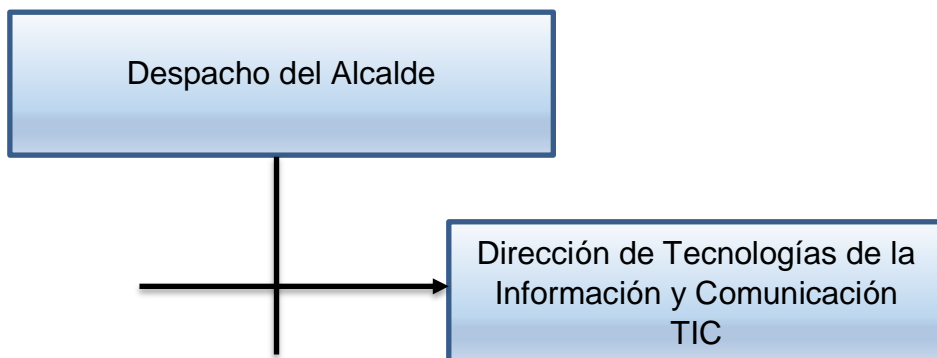 Despacho del Alcalde
Dirección de Tecnologías de la
Información y Comunicación
TIC